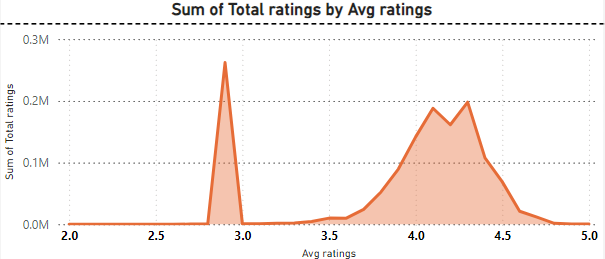 Sum of Total ratings by Avg ratings
0.3M
0.2M
0.1M
0.0M
Sum of Total ratings
2.0 2.5 3.0 3.5 4.0 4.5 5.0
Avg ratings